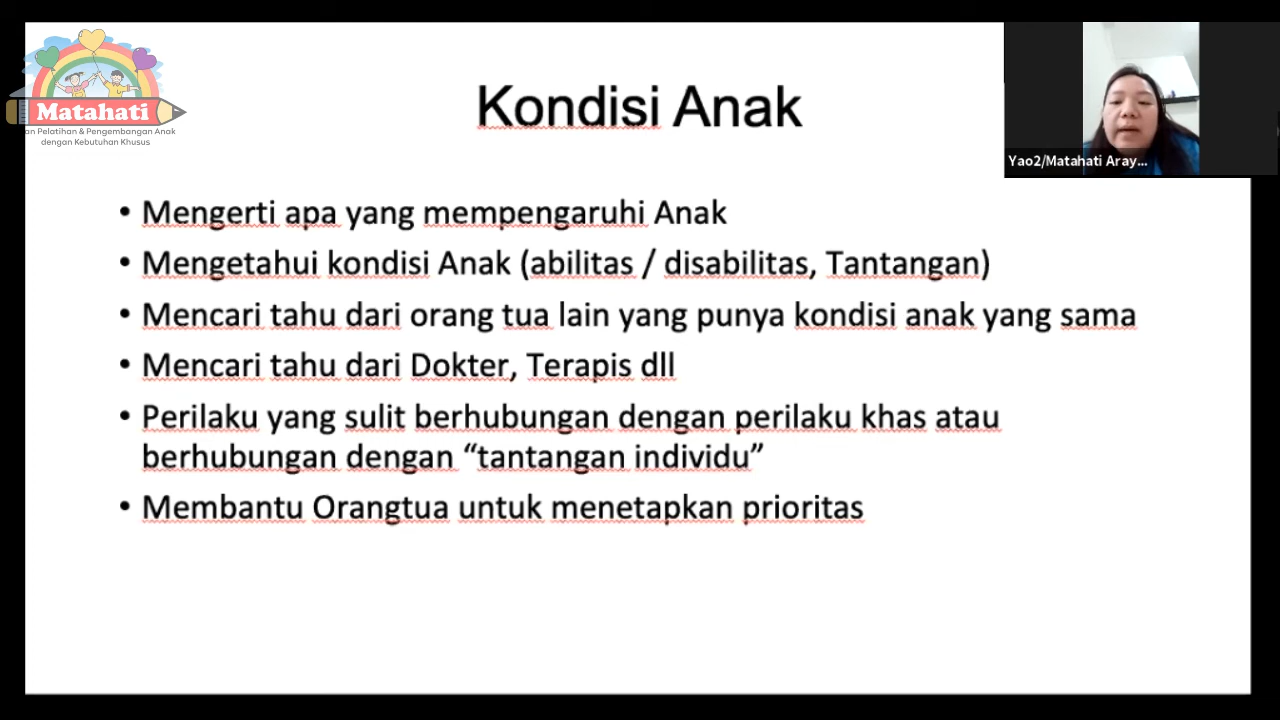 Matahati
an Pelatihan & Pengembangan Anak
dengan Kebutuhan Khusus
Kondisi Anak
Yao2/Matahati Aray...
• Mengerti apa yang mempengaruhi Anak
• Mengetahui kondisi Anak (abilitas / disabilitas, Tantangan)
• Mencari tahu dari orang tua lain yang punya kondisi anak yang sama
• Mencari tahu dari Dokter, Terapis dll
• Perilaku yang sulit berhubungan dengan perilaku khas atau
berhubungan dengan “tantangan individu”
• Membantu Orangtua untuk menetapkan prioritas